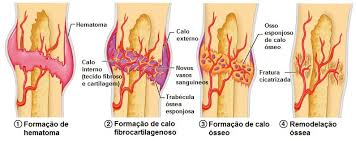 Hematoma
Calo
interno
(tecido fibroso
e cartilagem)
Calo
externo
Novos
vasos
sanguíneos
Trabécula
óssea
esponjosa
Osso
esponjoso
de calo
ósseo
Fratura
cicatrizada
1 Formação de
hematoma
2 Formação de calo
fibrocartilagenoso
3 Formação de calo
ósseo
4 Remodelação
óssea